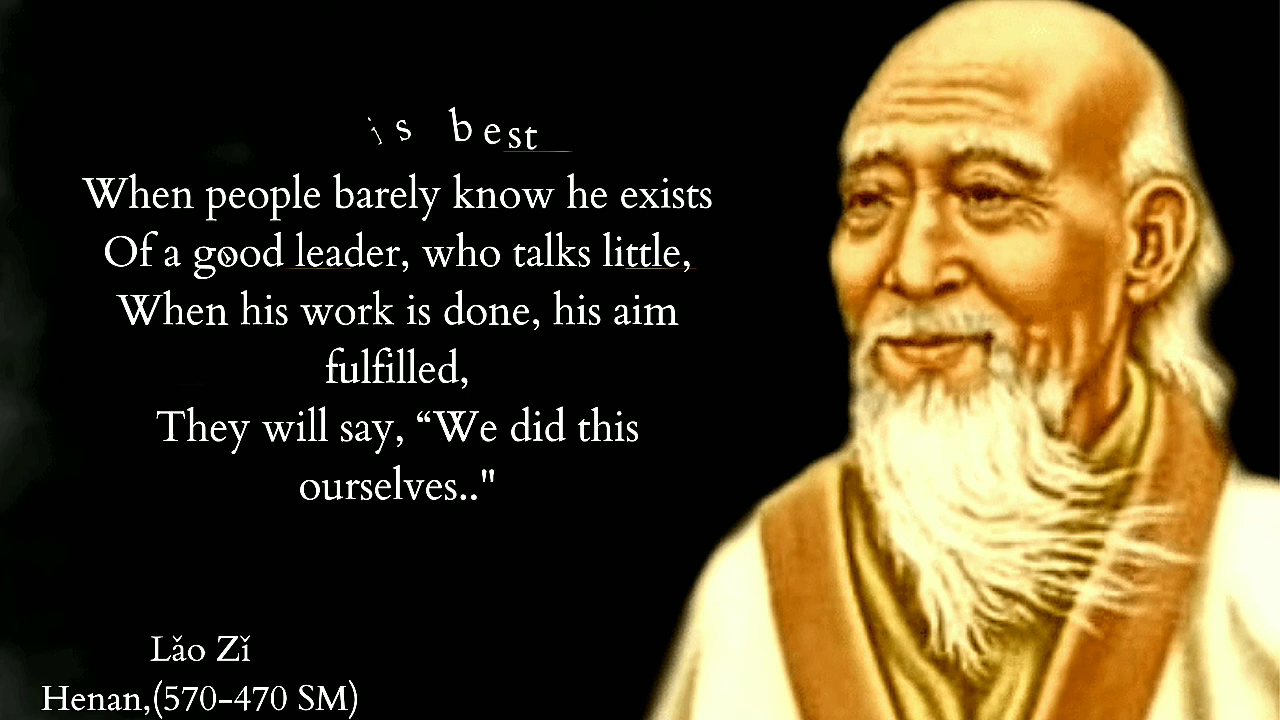 is best
When people barely know he exists
Of a good leader, who talks little,
When his work is done, his aim
fulfilled,
They will say, “We did this
ourselves.."
Lǎo Zǐ
Henan,(570-470 SM)